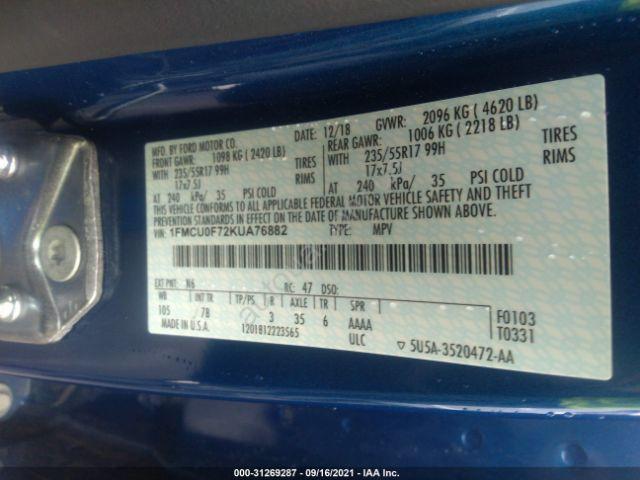 MFD. BY FORD MOTOR CO. DATE: 12/18 GVWR: 2096 KG ( 4620 LB)
FRONT GAWR: 1098 KG ( 2420 LB) REAR GAWR: 1006 KG ( 2218 LB)
WITH 235/55R17 99H TIRES WITH 235/55R17 99H TIRES
17x7.5J RIMS 17x7.5J RIMS
AT 240 kPa/ 35 PSI COLD AT 240 kPa/ 35 PSI COLD
THIS VEHICLE CONFORMS TO ALL APPLICABLE FEDERAL MOTOR VEHICLE SAFETY AND THEFT
PREVENTION STANDARDS IN EFFECT ON THE DATE OF MANUFACTURE SHOWN ABOVE.
VIN: 1FMCU0F72KUA76882 TYPE: MPV
EXT PNT: N6 RC: 47 DSO:
WB INT TR TP/PS R AXLE TR SPR
105 7B 3 35 6 AAAA F0103
MADE IN U.S.A. 1201812223565 ULC T0331
5U5A-3520472-AA
000-31269287 - 09/16/2021 - IAA Inc.